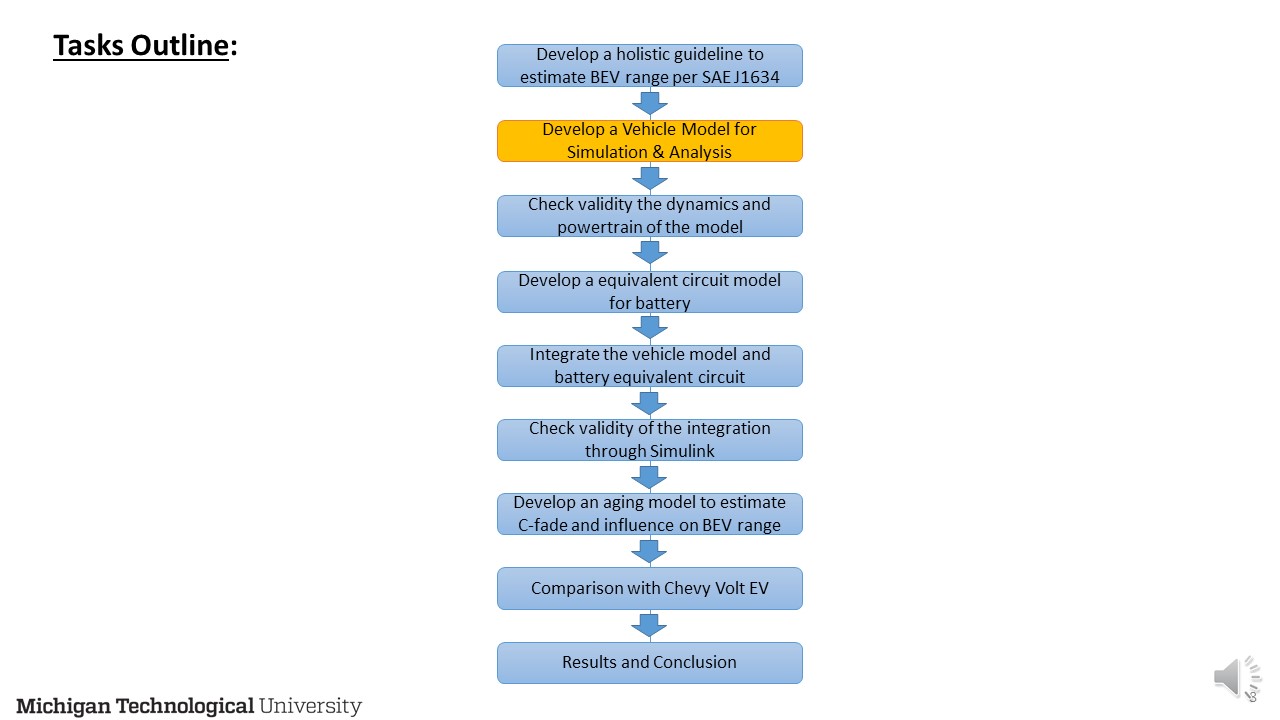 Tasks Outline:
Develop a holistic guideline to
estimate BEV range per SAE J1634
Develop a Vehicle Model for
Simulation & Analysis
Check validity the dynamics and
powertrain of the model
Develop a equivalent circuit model
for battery
Integrate the vehicle model and
battery equivalent circuit
Check validity of the integration
through Simulink
Develop an aging model to estimate
C-fade and influence on BEV range
Comparison with Chevy Volt EV
Results and Conclusion
Michigan Technological University
3